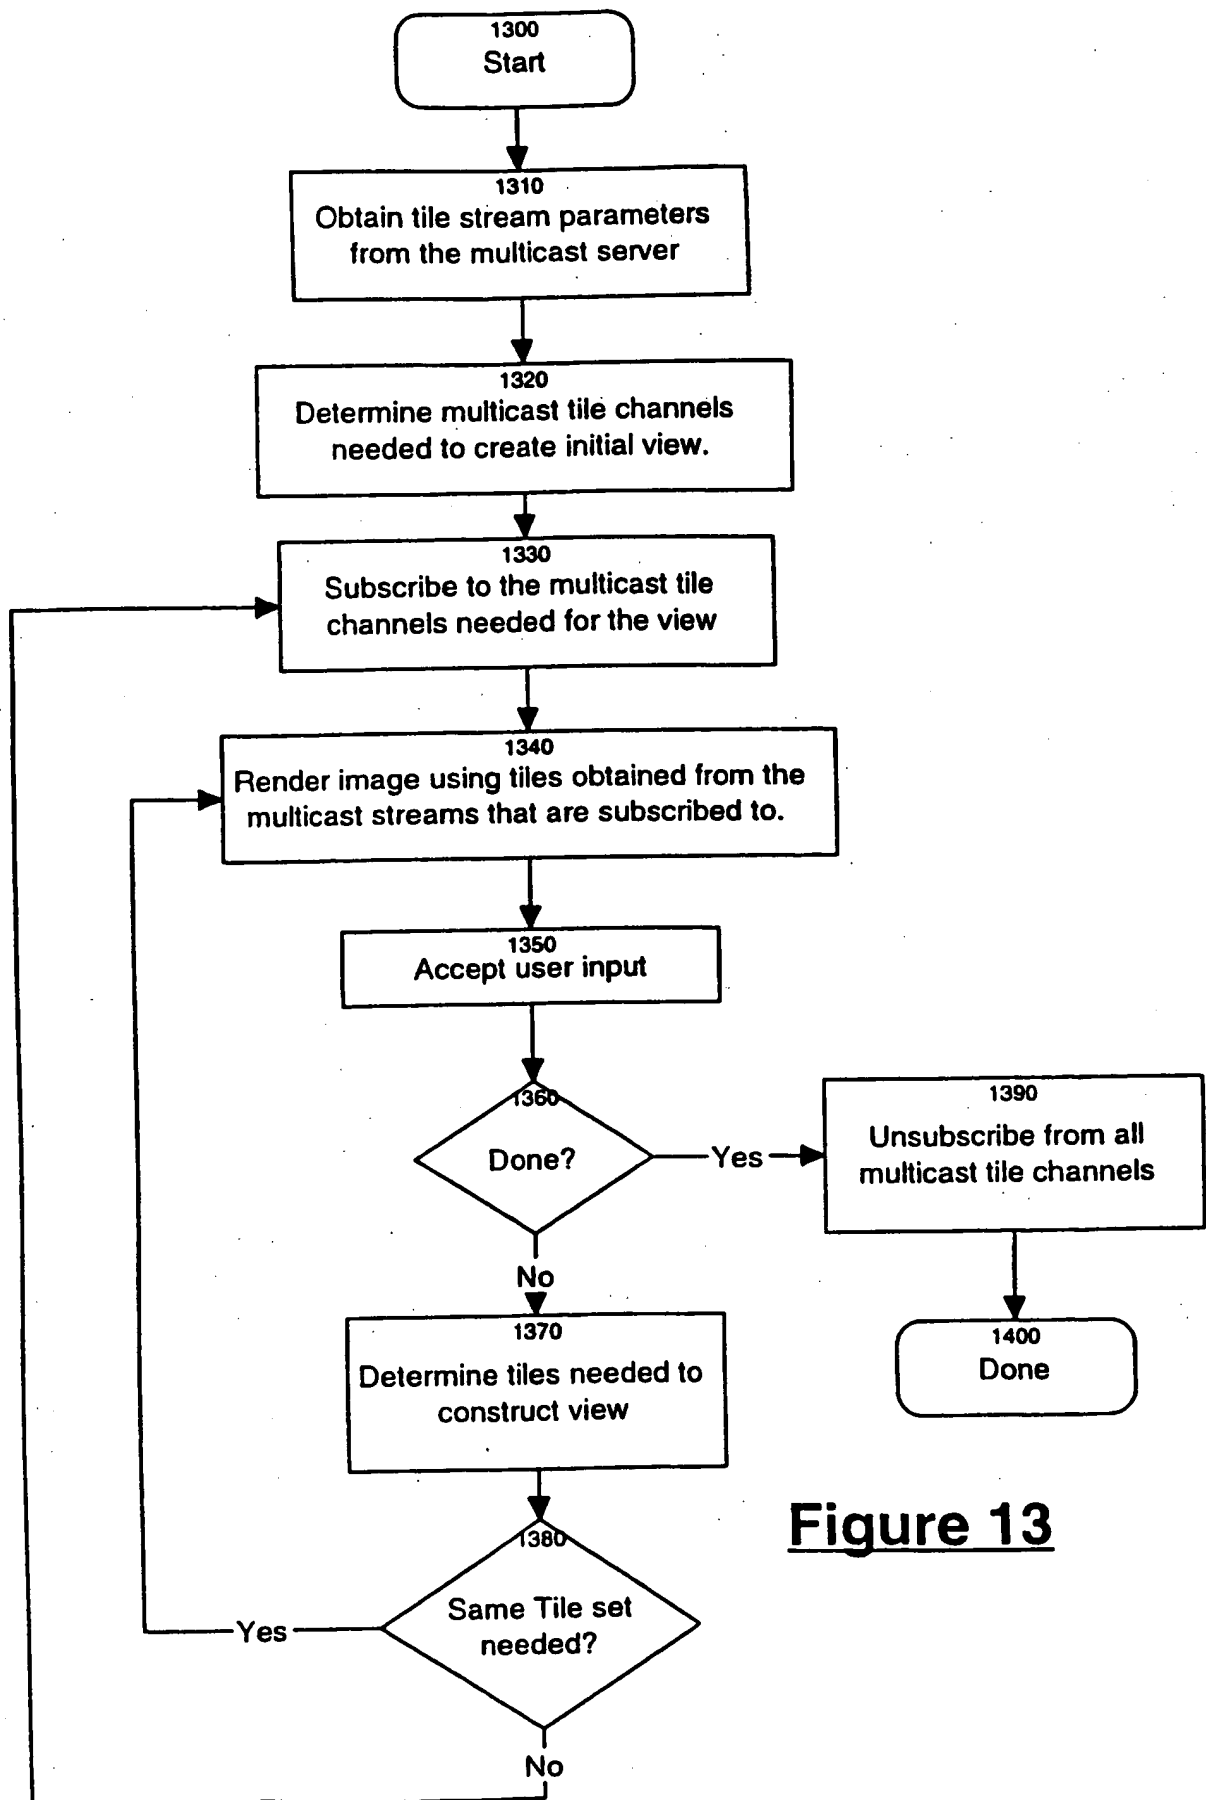 1300
Start
1310
Obtain tile stream parameters
from the multicast server
1320
Determine multicast tile channels
needed to create initial view.
1330
Subscribe to the multicast tile
channels needed for the view
1340
Render image using tiles obtained from the
multicast streams that are subscribed to.
1350
Accept user input
1360
Done?
Yes
1390
Unsubscribe from all
multicast tile channels
No
1370
Determine tiles needed to
construct view
1400
Done
Figure 13
1380
Same Tile set
needed?
Yes
No